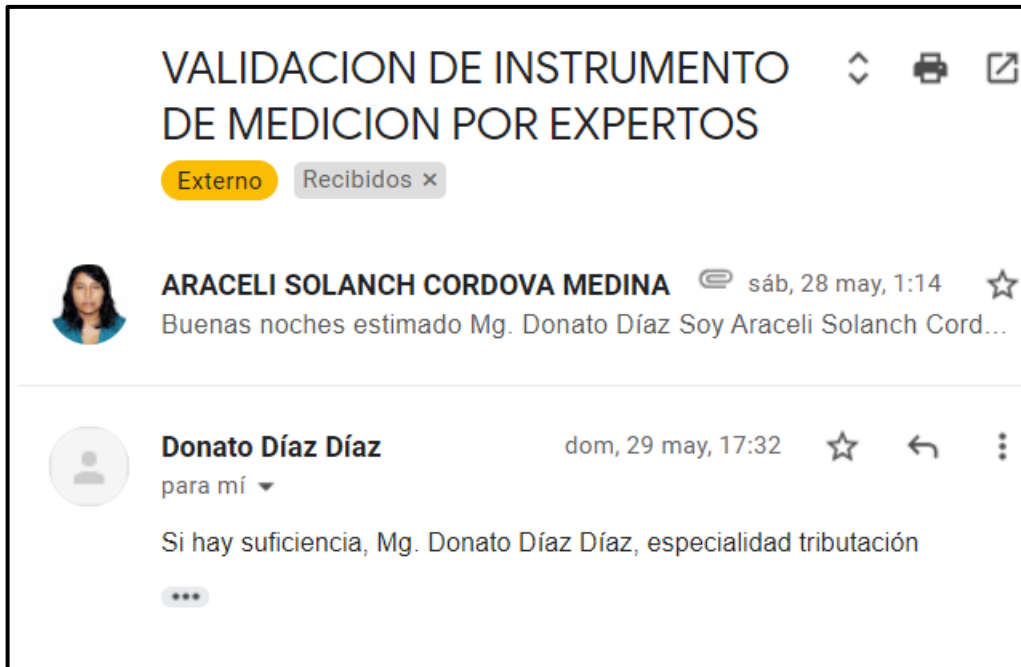 VALIDACION DE INSTRUMENTO
DE MEDICION POR EXPERTOS
Externo Recibidos ×
ARACELI SOLANCH CORDOVA MEDINA sáb, 28 may, 1:14
Buenas noches estimado Mg. Donato Díaz Soy Araceli Solanch Cord...
Donato Díaz Díaz dom, 29 may, 17:32
para mí
Si hay suficiencia, Mg. Donato Díaz Díaz, especialidad tributación